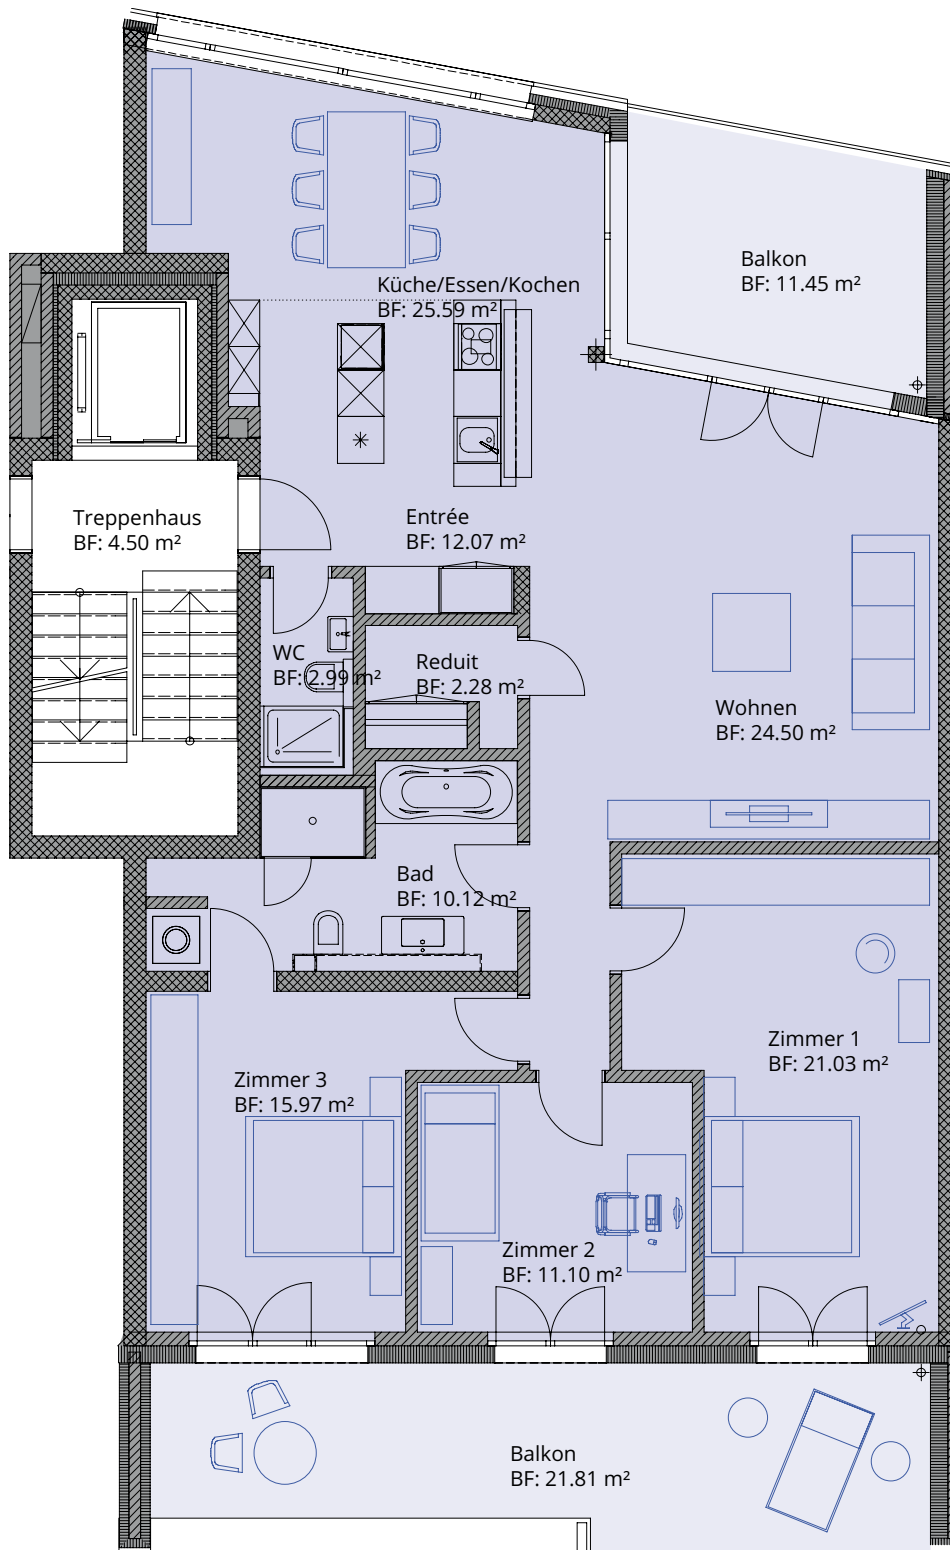 Küche/Essen/Kochen
BF: 25.59 m²
Balkon
BF: 11.45 m²
Treppenhaus
BF: 4.50 m²
Entrée
BF: 12.07 m²
WC
BF: 2.99 m²
Reduit
BF: 2.28 m²
Wohnen
BF: 24.50 m²
Bad
BF: 10.12 m²
Zimmer 1
BF: 21.03 m²
Zimmer 3
BF: 15.97 m²
Zimmer 2
BF: 11.10 m²
Balkon
BF: 21.81 m²